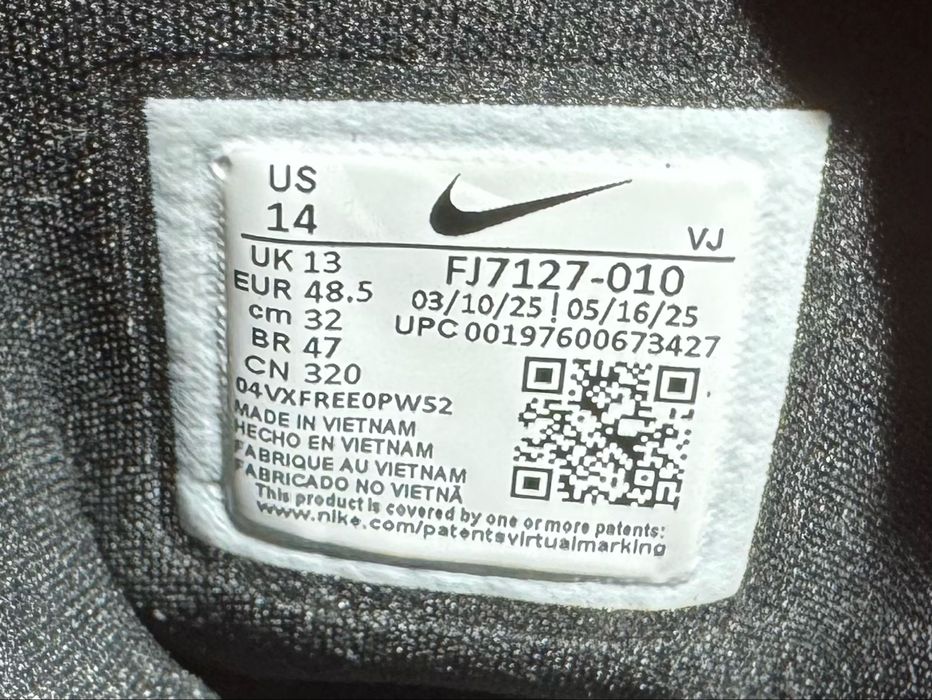 US
14
VJ
UK 13
EUR 48.5
cm 32
BR 47
CN 320
FJ7127-010
03/10/25 | 05/16/25
UPC 00197600673427
04VXFREE0PW52
MADE IN VIETNAM
HECHO EN VIETNAM
FABRIQUE AU VIETNAM
FABRICADO NO VIETNÃ
This product is covered by one or more patents:
www.nike.com/patentsvirtualmarking